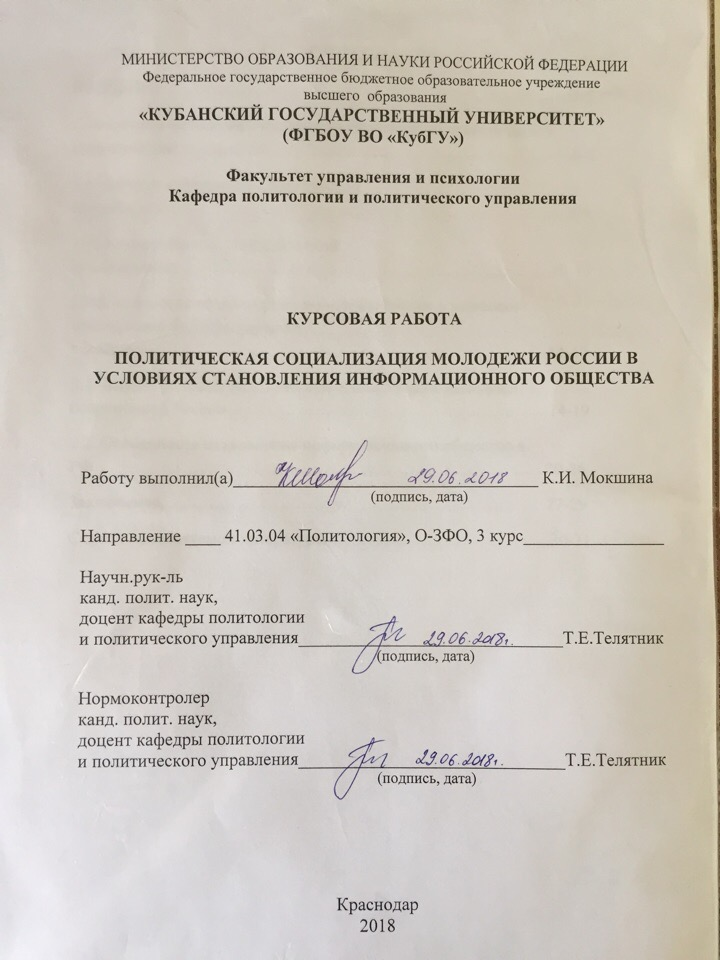 МИНИСТЕРСТВО ОБРАЗОВАНИЯ И НАУКИ РОССИЙСКОЙ ФЕДЕРАЦИИ
Федеральное государственное бюджетное образовательное учреждение
высшего образования
«КУБАНСКИЙ ГОСУДАРСТВЕННЫЙ УНИВЕРСИТЕТ»
(ФГБОУ ВО «КубГУ»)
Факультет управления и психологии
Кафедра политологии и политического управления
КУРСОВАЯ РАБОТА
ПОЛИТИЧЕСКАЯ СОЦИАЛИЗАЦИЯ МОЛОДЕЖИ РОССИИ В
УСЛОВИЯХ СТАНОВЛЕНИЯ ИНФОРМАЦИОННОГО ОБЩЕСТВА
Работу выполнил(а) 29.06.2018 К.И. Мокшина
(подпись, дата)
Направление ____ 41.03.04 «Политология», О-ЗФО, 3 курс________________
Научн.рук-ль
канд. полит. наук,
доцент кафедры политологии
и политического управления 29.06.2018г. Т.Е.Телятник
(подпись, дата)
Нормоконтролер
канд. полит. наук,
доцент кафедры политологии
и политического управления 29.06.2018г. Т.Е.Телятник
(подпись, дата)
Краснодар
2018